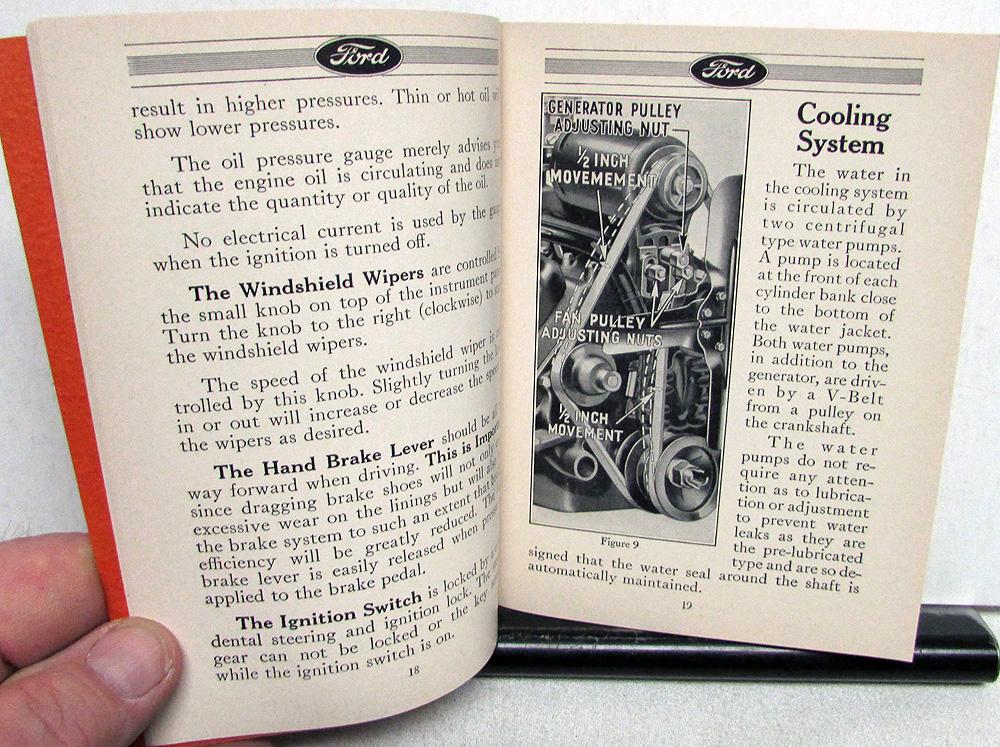 Ford
result in higher pressures. Thin or hot oil
show lower pressures.
The oil pressure gauge merely advises
that the engine oil is circulating and does
indicate the quantity or quality of the oil.
No electrical current is used by the
when the ignition is turned off.
The Windshield Wipers are controlled
the small knob on top of the instrument
Turn the knob to the right (clockwise) to
the windshield wipers.
The speed of the windshield wiper is
trolled by this knob. Slightly turning the
in or out will increase or decrease the
the wipers as desired.
The Hand Brake Lever should be
way forward when driving. This is
since dragging brake shoes will not only
excessive wear on the linings but will
the brake system to such an extent that
efficiency will be greatly reduced. The
brake lever is easily released when
applied to the brake pedal.
The Ignition Switch is locked by a
dental steering and ignition lock. The
gear can not be locked or the key
while the ignition switch is on.
18
Ford
GENERATOR PULLEY
ADJUSTING NUT
½ INCH
MOVEMEMENT
FAN PULLEY
ADJUSTING NUTS
½ INCH
MOVEMENT
Figure 9
Cooling
System
The water in
the cooling system
is circulated by
two centrifugal
type water pumps.
A pump is located
at the front of each
cylinder bank close
to the bottom of
the water jacket.
Both water pumps,
in addition to the
generator, are driv-
en by a V-Belt
from a pulley on
the crankshaft.
The water
pumps do not re-
quire any atten-
tion as to lubrica-
tion or adjustment
to prevent water
leaks as they are
the pre-lubricated
type and are so de-
signed that the water seal around the shaft is
automatically maintained.
19